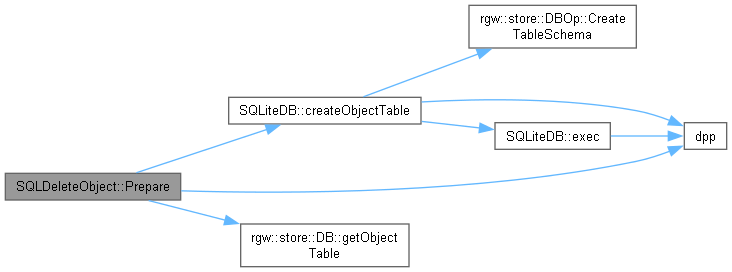 rgw::store::DBOp::Create
TableSchema
SQLiteDB::createObjectTable
SQLiteDB::exec
dpp
SQLDeleteObject::Prepare
rgw::store::DB::getObject
Table